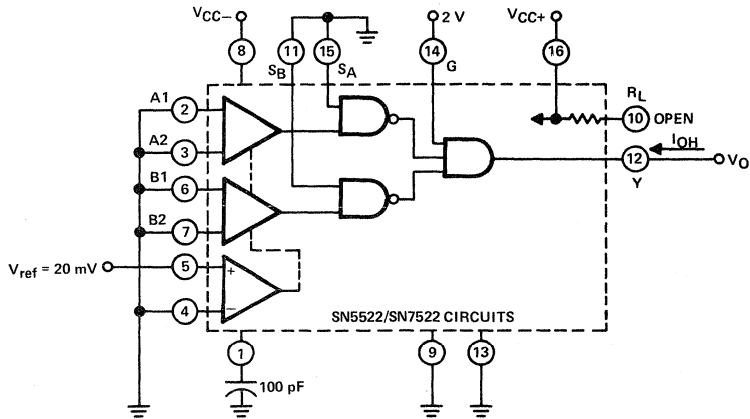 VCC– 2 V VCC+
8 11 15 14 16
SB SA G
A1 2 RL
10 OPEN
A2 3 IOH
12 VO
B1 6 Y
B2 7
Vref = 20 mV 5 +
4 –
SN5522/SN7522 CIRCUITS
1 9 13
100 pF